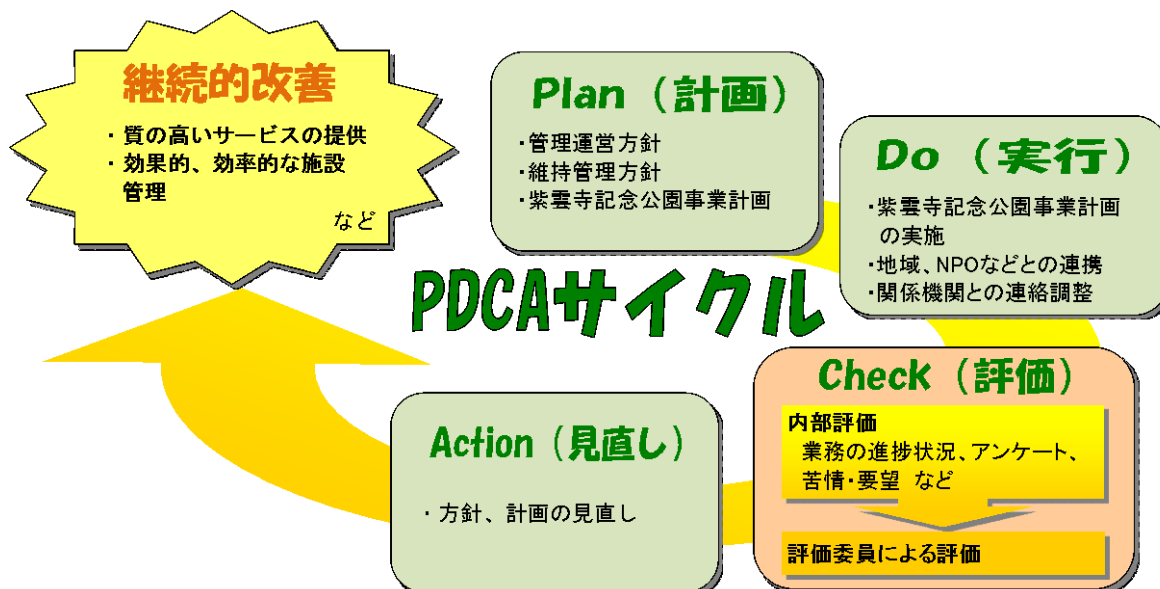 継続的改善
・質の高いサービスの提供
・効果的、効率的な施設
管理
など
Plan（計画）
・管理運営方針
・維持管理方針
・紫雲寺記念公園事業計画
Do（実行）
・紫雲寺記念公園事業計画
の実施
・地域、NPOなどとの連携
・関係機関との連絡調整
PDCAサイクル
Check（評価）
内部評価
業務の進捗状況、アンケート、
苦情・要望 など
評価委員による評価
Action（見直し）
・方針、計画の見直し